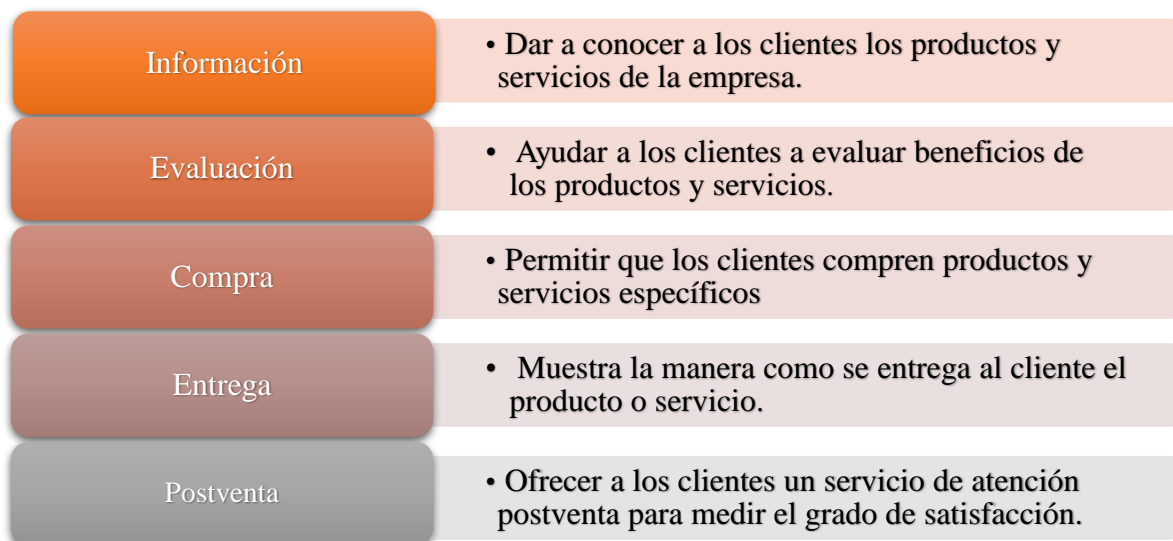 Información
• Dar a conocer a los clientes los productos y
servicios de la empresa.
Evaluación
• Ayudar a los clientes a evaluar beneficios de
los productos y servicios.
Compra
• Permitir que los clientes compren productos y
servicios específicos
Entrega
• Muestra la manera como se entrega al cliente el
producto o servicio.
Postventa
• Ofrecer a los clientes un servicio de atención
postventa para medir el grado de satisfacción.